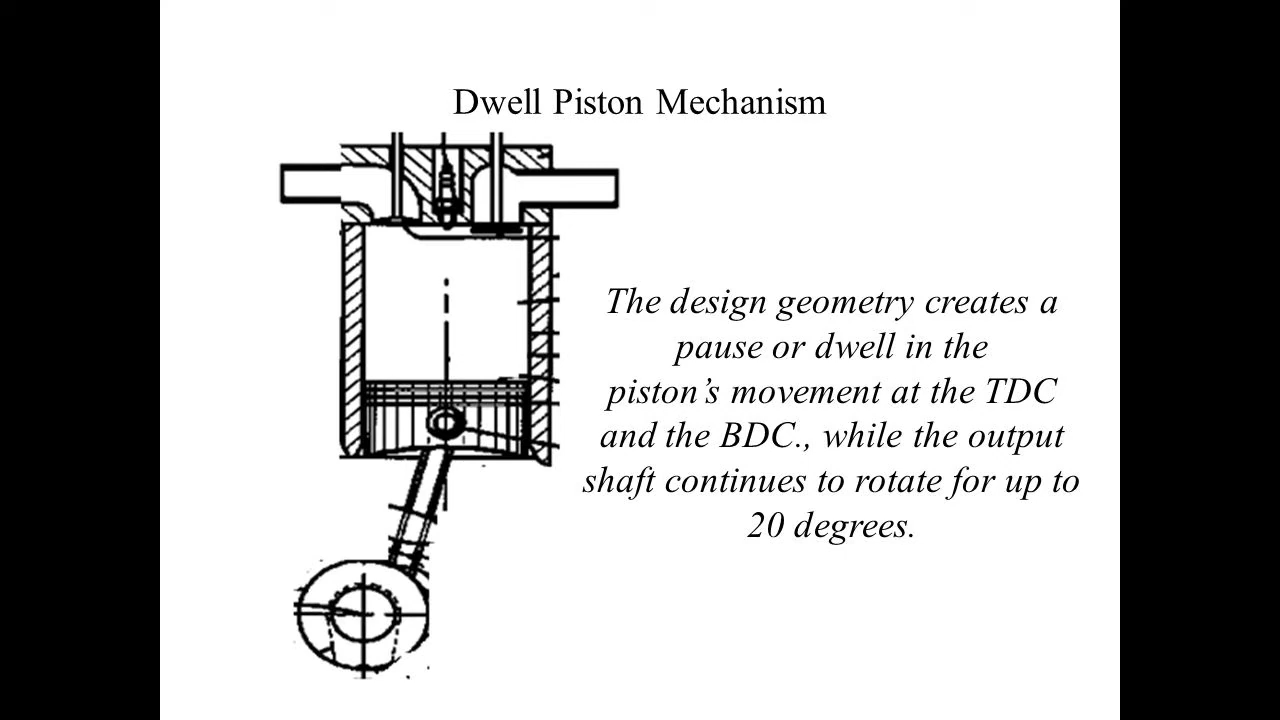 Dwell Piston Mechanism
The design geometry creates a
pause or dwell in the
piston’s movement at the TDC
and the BDC., while the output
shaft continues to rotate for up to
20 degrees.